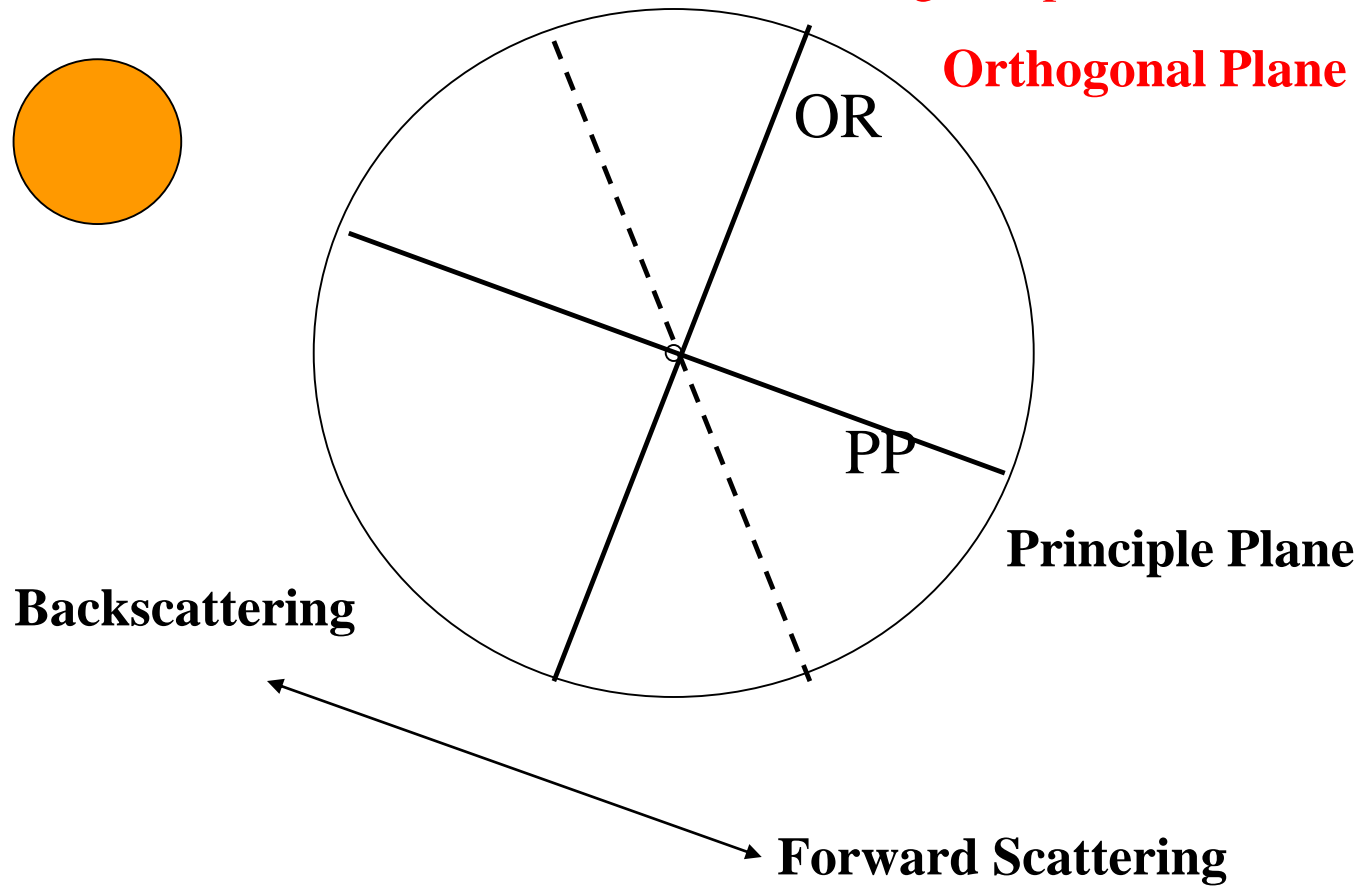 Orthogonal Plane
OR
PP
Principle Plane
Backscattering
Forward Scattering